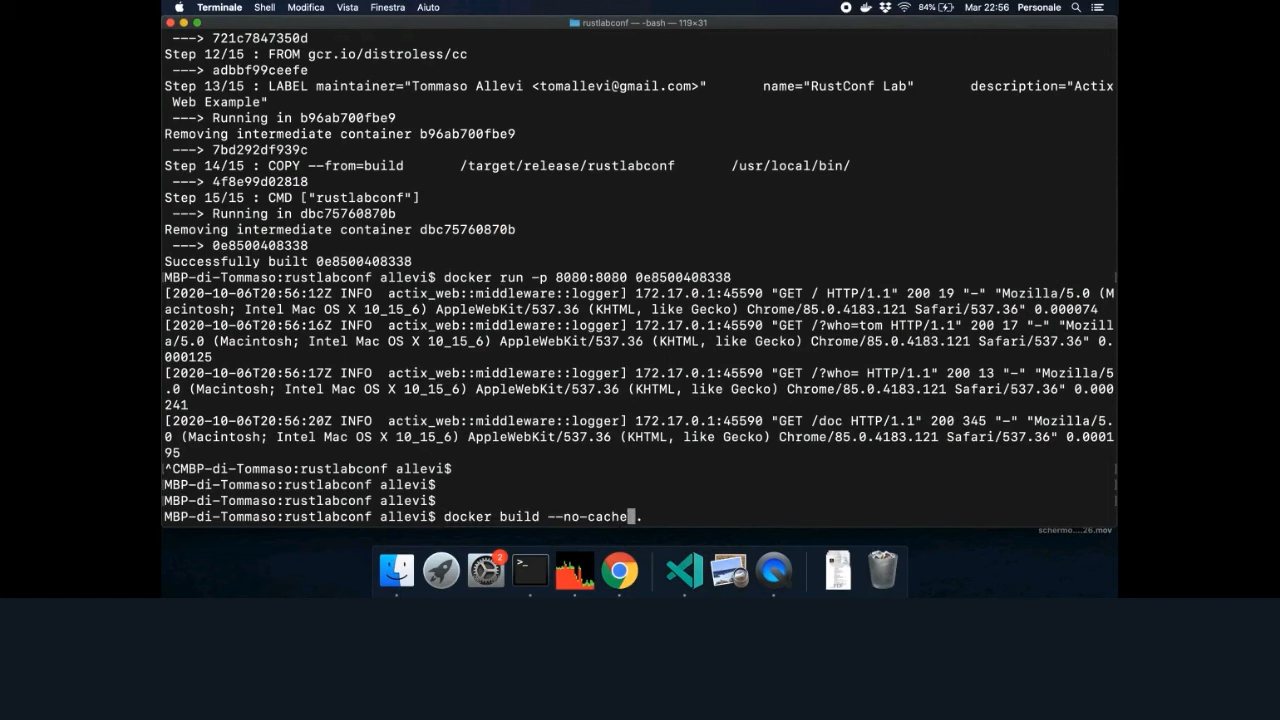 Terminale Shell Modifica Vista Finestra Aiuto 84% Mar 22:56 Personale
rustlabconf — -bash — 119×31
---> 721c7847350d
Step 12/15 : FROM gcr.io/distroless/cc
---> adbbf99ceefe
Step 13/15 : LABEL maintainer="Tommaso Allevi <tomallevi@gmail.com>" name="RustConf Lab" description="Actix
Web Example"
---> Running in b96ab700fbe9
Removing intermediate container b96ab700fbe9
---> 7bd292df939c
Step 14/15 : COPY --from=build /target/release/rustlabconf /usr/local/bin/
---> 4f8e99d02818
Step 15/15 : CMD ["rustlabconf"]
---> Running in dbc75760870b
Removing intermediate container dbc75760870b
---> 0e8500408338
Successfully built 0e8500408338
MBP-di-Tommaso:rustlabconf allevi$ docker run -p 8080:8080 0e8500408338
[2020-10-06T20:56:12Z INFO actix_web::middleware::logger] 172.17.0.1:45590 "GET / HTTP/1.1" 200 19 "-" "Mozilla/5.0 (M
acintosh; Intel Mac OS X 10_15_6) AppleWebKit/537.36 (KHTML, like Gecko) Chrome/85.0.4183.121 Safari/537.36" 0.000074
[2020-10-06T20:56:16Z INFO actix_web::middleware::logger] 172.17.0.1:45590 "GET /?who=tom HTTP/1.1" 200 17 "-" "Mozill
a/5.0 (Macintosh; Intel Mac OS X 10_15_6) AppleWebKit/537.36 (KHTML, like Gecko) Chrome/85.0.4183.121 Safari/537.36" 0.
000125
[2020-10-06T20:56:17Z INFO actix_web::middleware::logger] 172.17.0.1:45590 "GET /?who= HTTP/1.1" 200 13 "-" "Mozilla/5
.0 (Macintosh; Intel Mac OS X 10_15_6) AppleWebKit/537.36 (KHTML, like Gecko) Chrome/85.0.4183.121 Safari/537.36" 0.000
241
[2020-10-06T20:56:20Z INFO actix_web::middleware::logger] 172.17.0.1:45590 "GET /doc HTTP/1.1" 200 345 "-" "Mozilla/5.
0 (Macintosh; Intel Mac OS X 10_15_6) AppleWebKit/537.36 (KHTML, like Gecko) Chrome/85.0.4183.121 Safari/537.36" 0.0001
95
^CMBP-di-Tommaso:rustlabconf allevi$
MBP-di-Tommaso:rustlabconf allevi$
MBP-di-Tommaso:rustlabconf allevi$
MBP-di-Tommaso:rustlabconf allevi$ docker build --no-cache .
schermo....26.mov
2